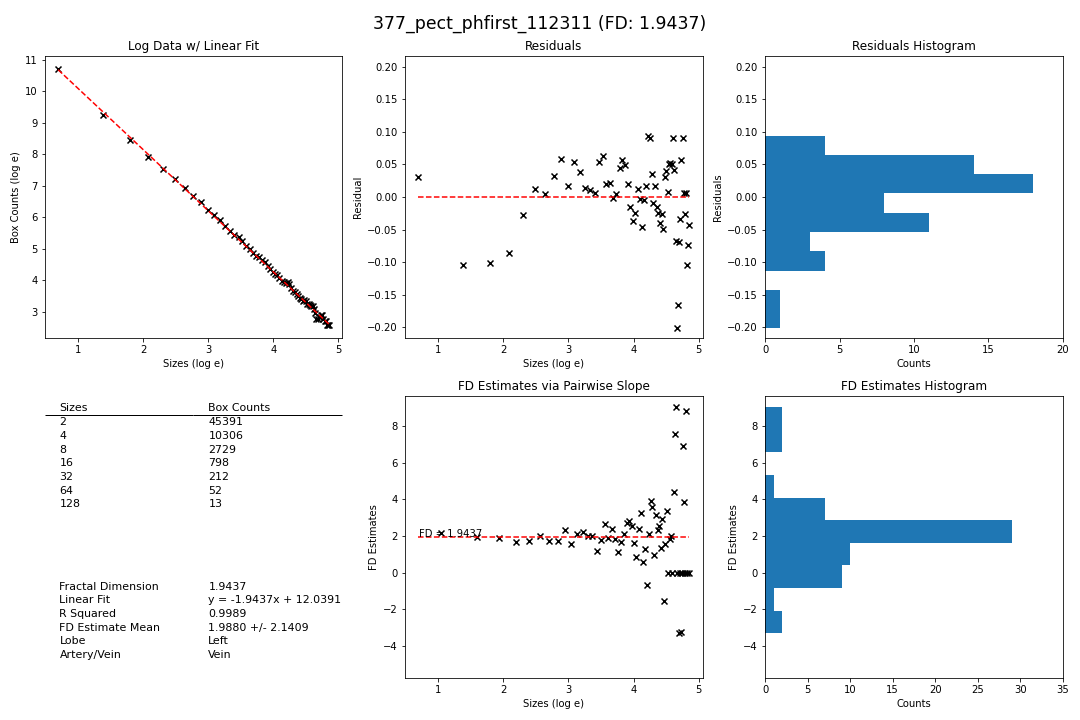 377_pect_phfirst_112311 (FD: 1.9437)
Log Data w/ Linear Fit
Box Counts (log e)
11
10
9
8
7
6
5
4
3
1 2 3 4 5
Sizes (log e)
Residuals
Residual
0.20
0.15
0.10
0.05
0.00
−0.05
−0.10
−0.15
−0.20
1 2 3 4 5
Sizes (log e)
Residuals Histogram
Residuals
0.20
0.15
0.10
0.05
0.00
−0.05
−0.10
−0.15
−0.20
0 5 10 15 20
Counts
Sizes Box Counts
2 45391
4 10306
8 2729
16 798
32 212
64 52
128 13
Fractal Dimension 1.9437
Linear Fit y = -1.9437x + 12.0391
R Squared 0.9989
FD Estimate Mean 1.9880 +/- 2.1409
Lobe Left
Artery/Vein Vein
FD Estimates via Pairwise Slope
FD Estimates
8
6
4
2
0
−2
−4
FD = 1.9437
1 2 3 4 5
Sizes (log e)
FD Estimates Histogram
FD Estimates
8
6
4
2
0
−2
−4
0 5 10 15 20 25 30 35
Counts